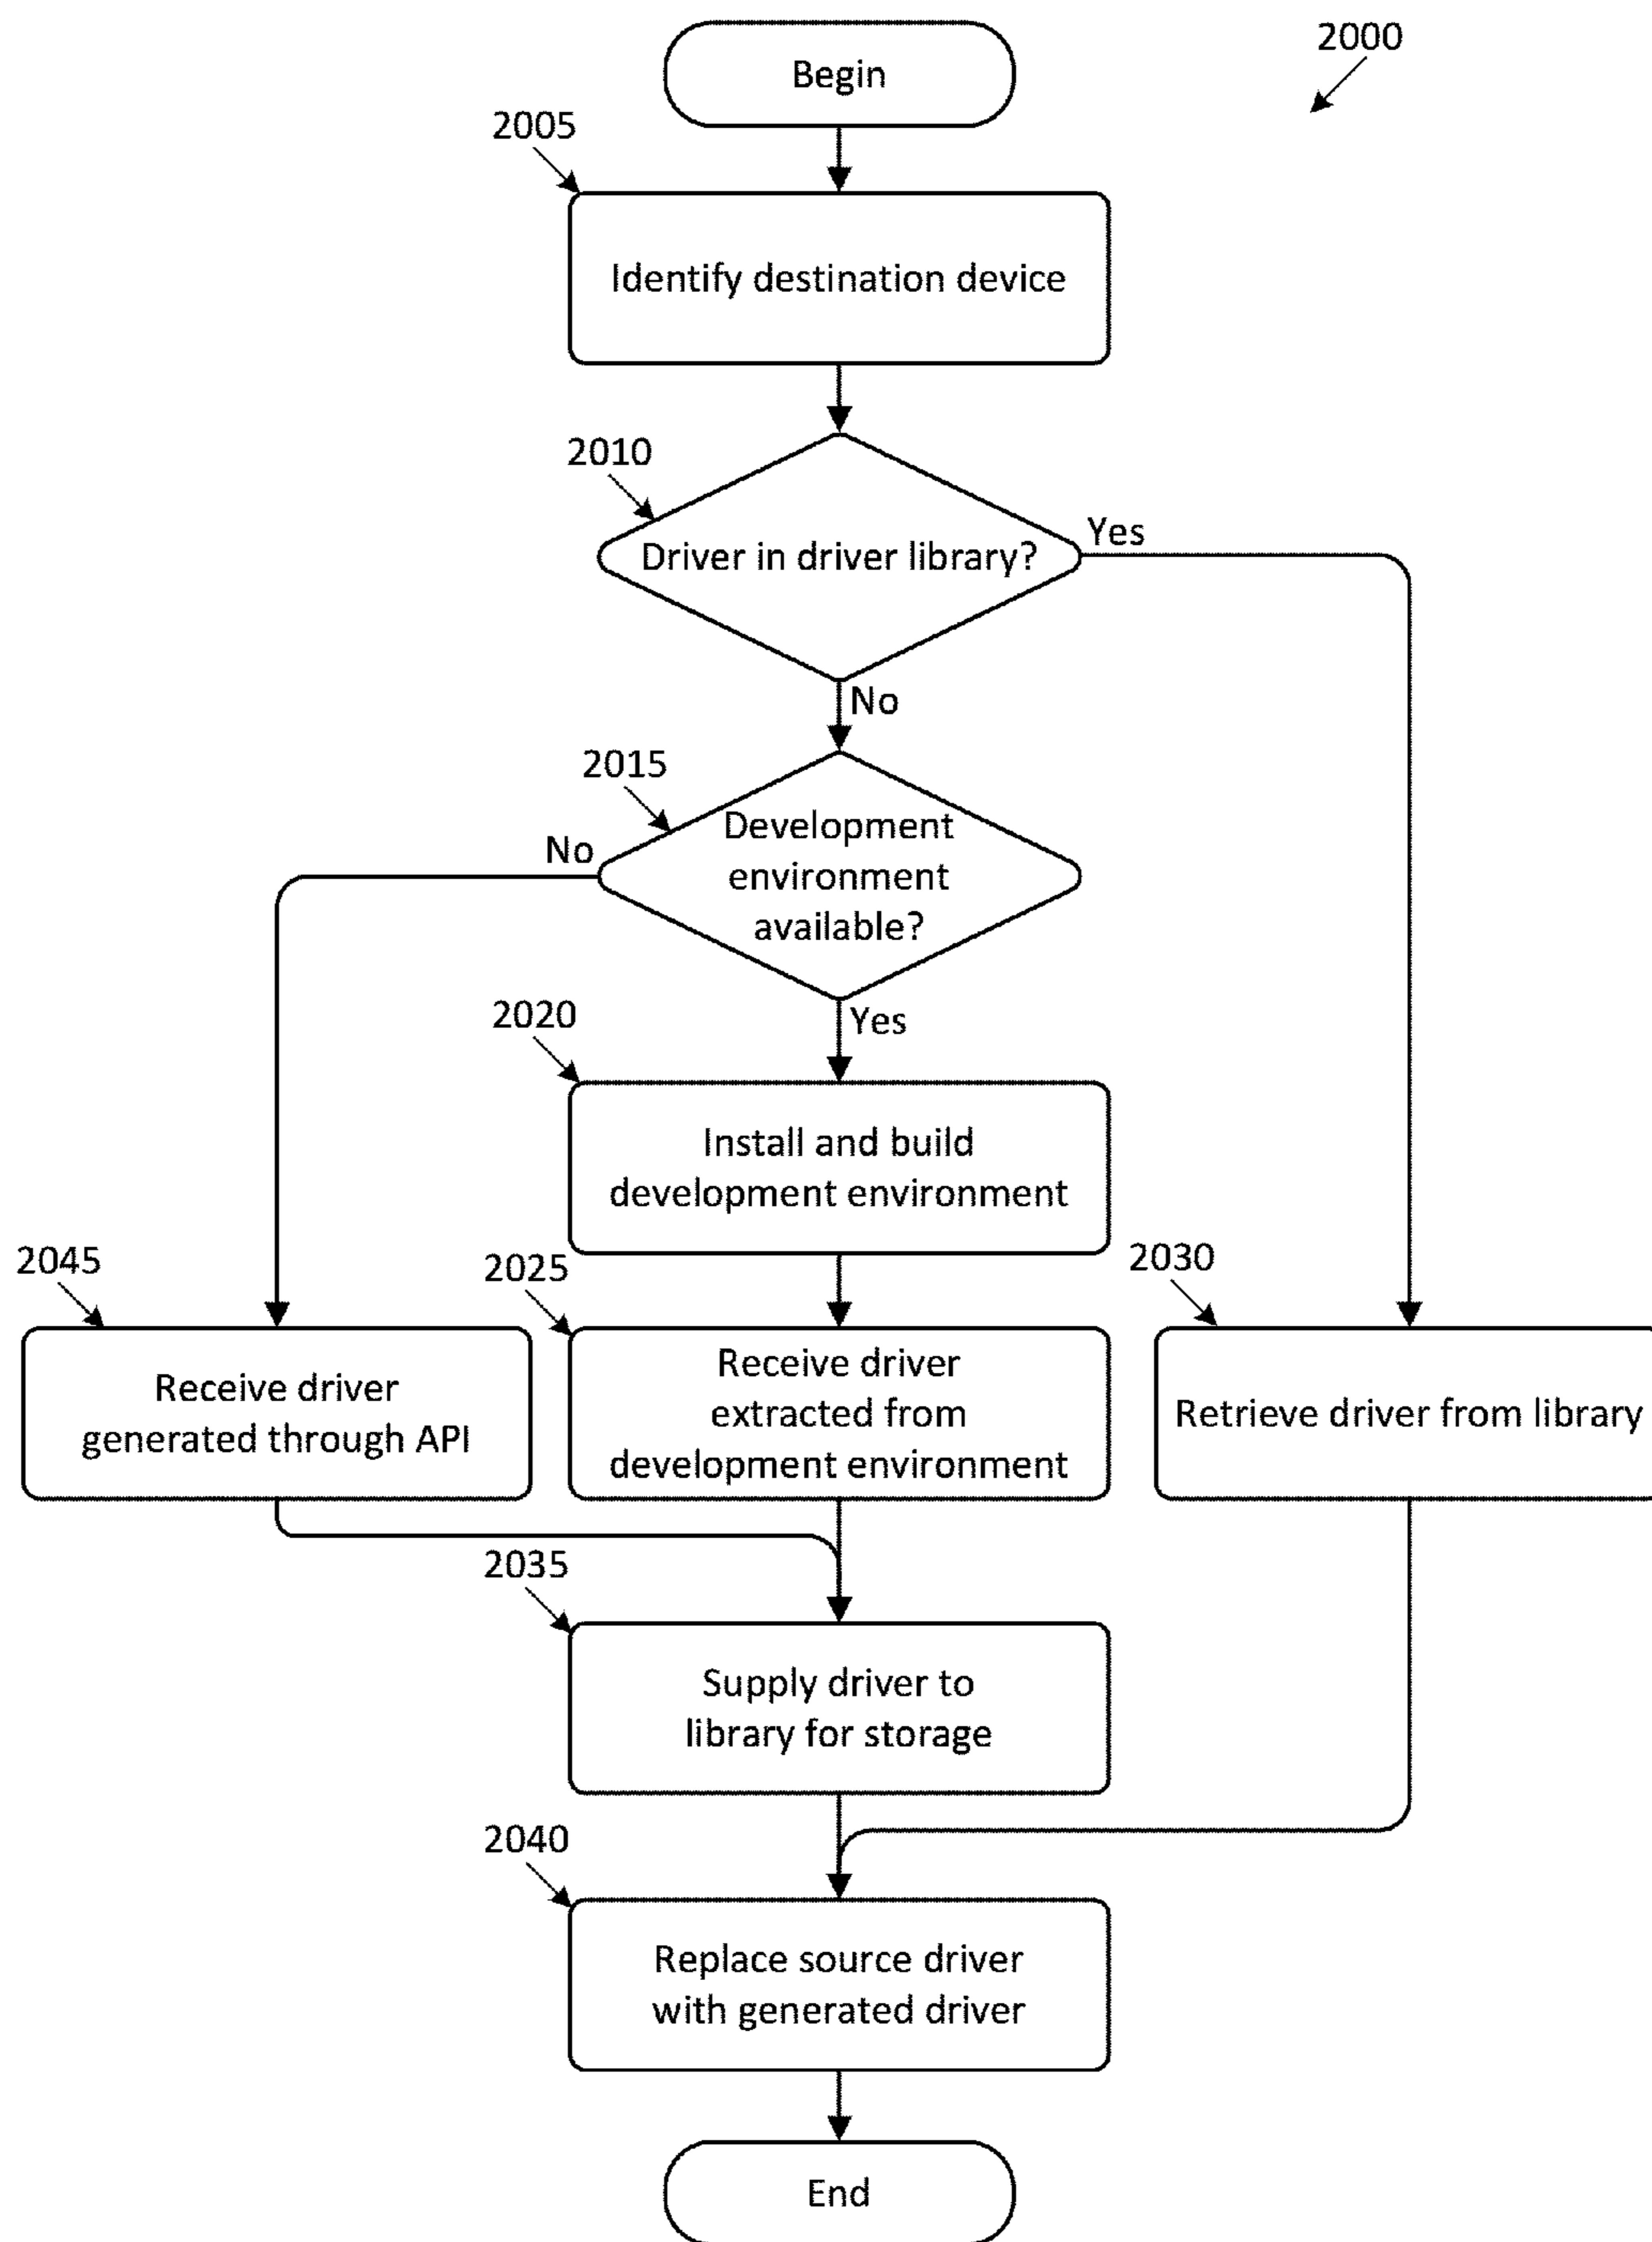 2000
Begin
2005
Identify destination device
2010
Driver in driver library?
Yes
No
2015
Development
environment
available?
No
Yes
2020
Install and build
development environment
2045
Receive driver
generated through API
2025
Receive driver
extracted from
development environment
2030
Retrieve driver from library
2035
Supply driver to
library for storage
2040
Replace source driver
with generated driver
End